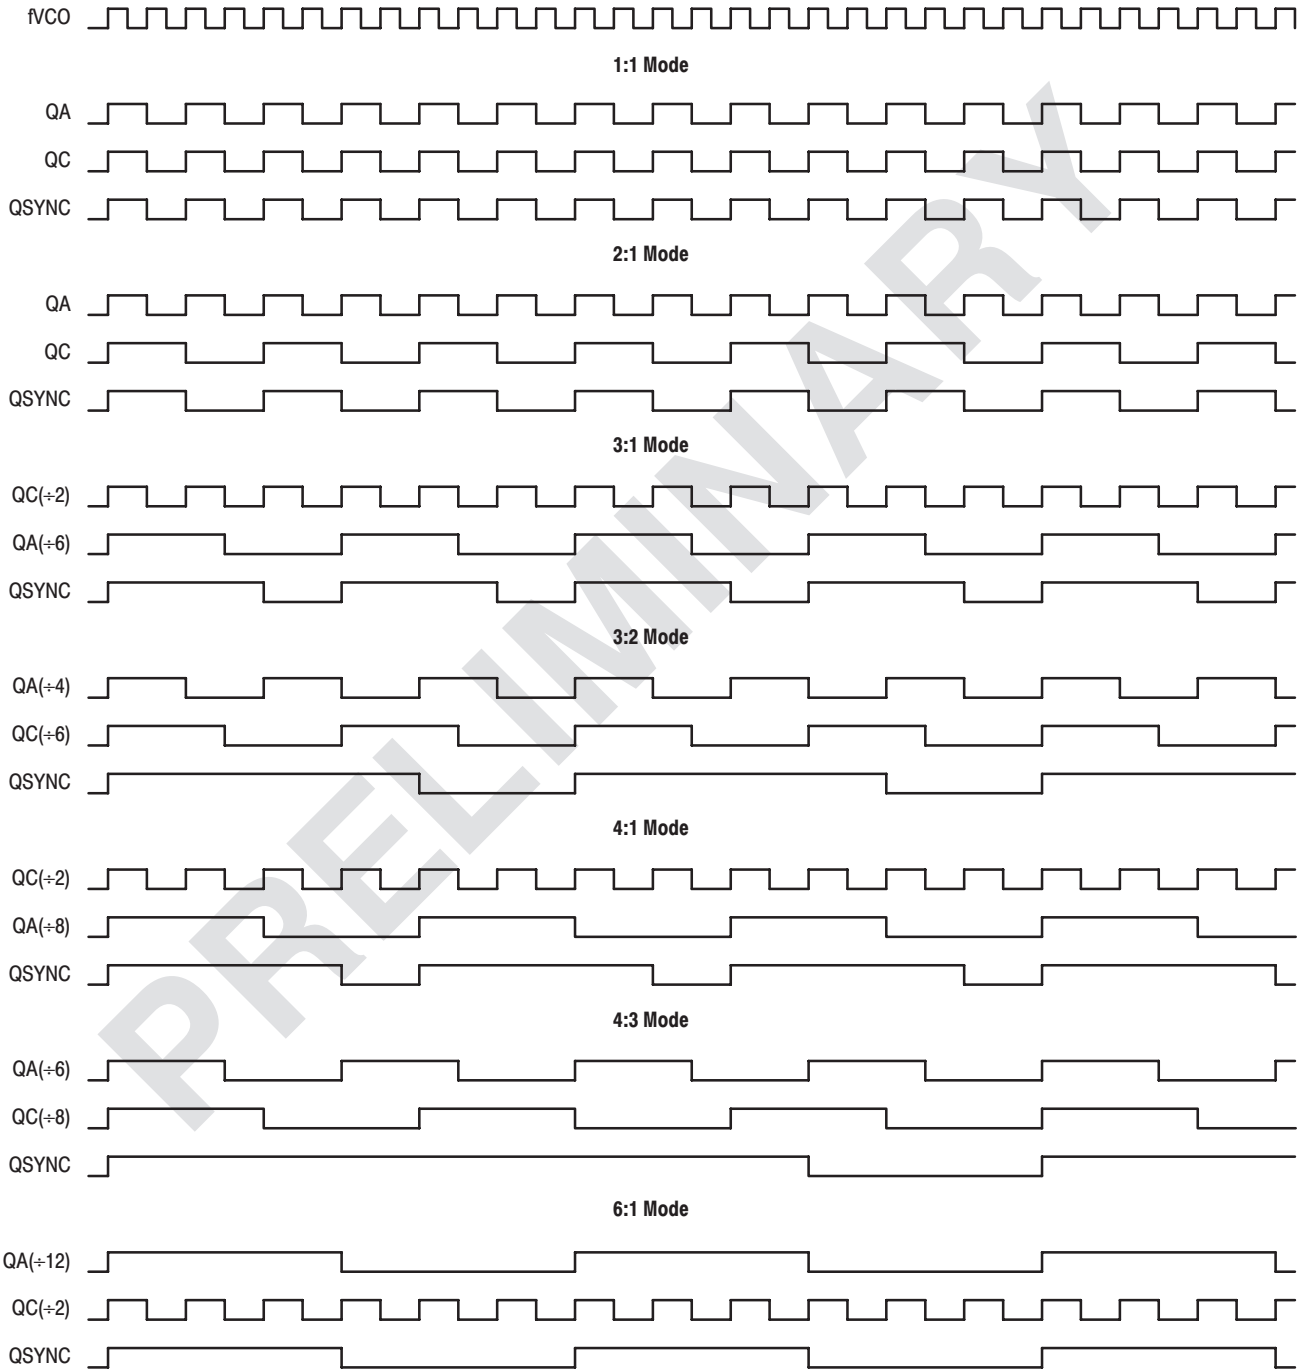 fVCO
1:1 Mode
QA
QC
QSYNC
2:1 Mode
QA
QC
QSYNC
3:1 Mode
QC(÷2)
QA(÷6)
QSYNC
3:2 Mode
QA(÷4)
QC(÷6)
QSYNC
4:1 Mode
QC(÷2)
QA(÷8)
QSYNC
4:3 Mode
QA(÷6)
QC(÷8)
QSYNC
6:1 Mode
QA(÷12)
QC(÷2)
QSYNC
PRELIMINARY